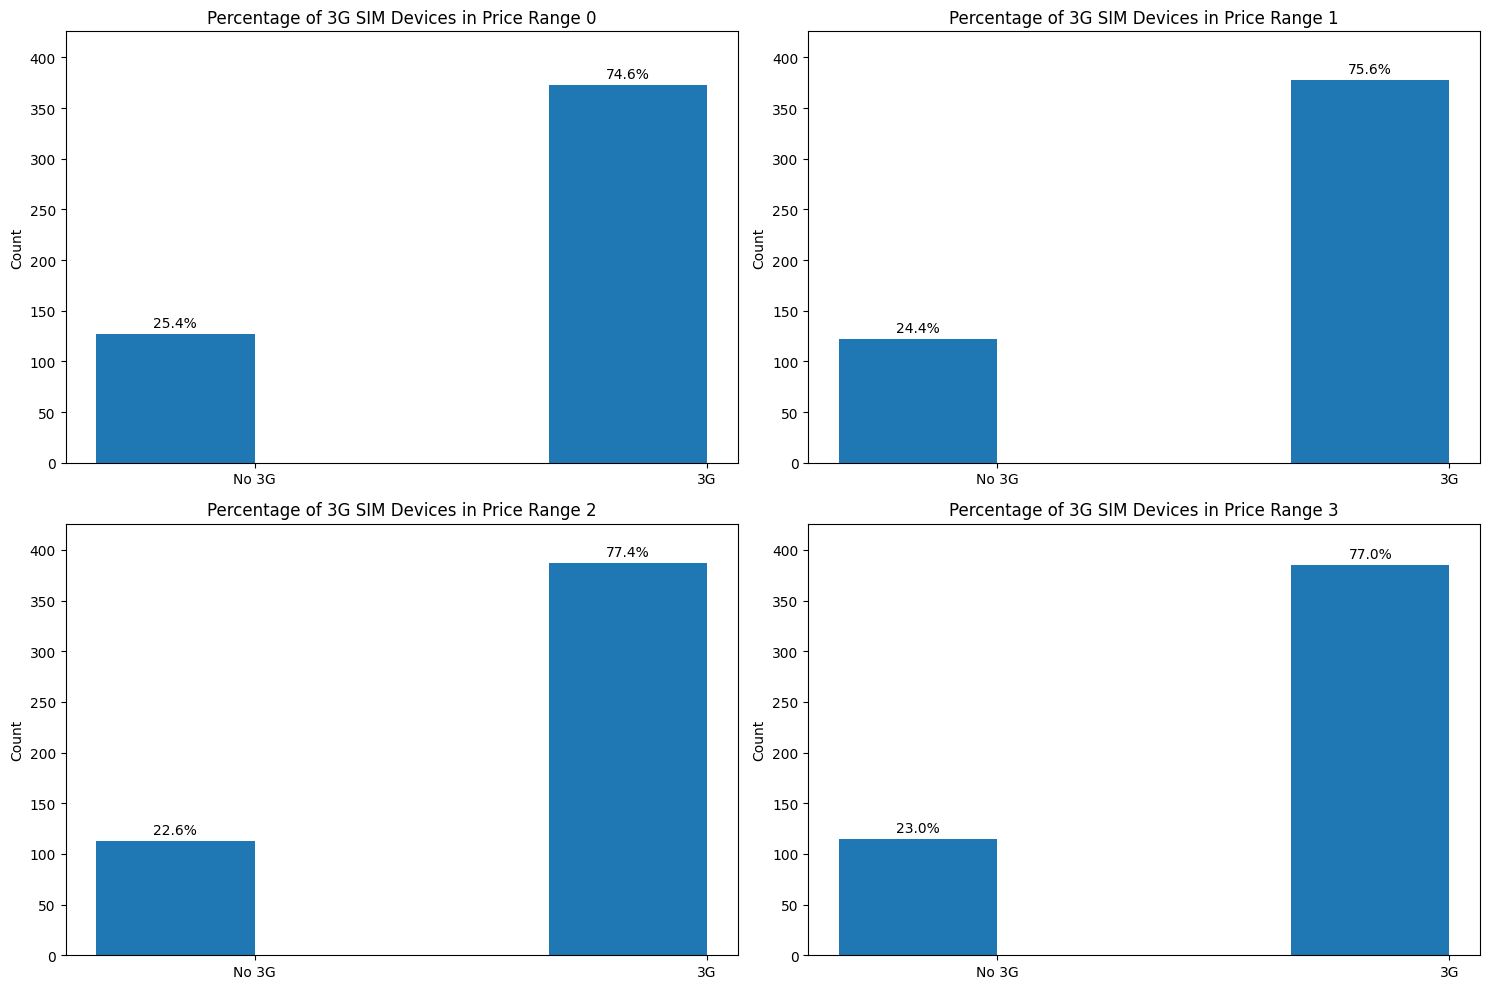 Percentage of 3G SIM Devices in Price Range 0
400
350
300
250
200
150
100
50
0
Count
25.4%
74.6%
No 3G
3G
Percentage of 3G SIM Devices in Price Range 1
400
350
300
250
200
150
100
50
0
Count
24.4%
75.6%
No 3G
3G
Percentage of 3G SIM Devices in Price Range 2
400
350
300
250
200
150
100
50
0
Count
22.6%
77.4%
No 3G
3G
Percentage of 3G SIM Devices in Price Range 3
400
350
300
250
200
150
100
50
0
Count
23.0%
77.0%
No 3G
3G